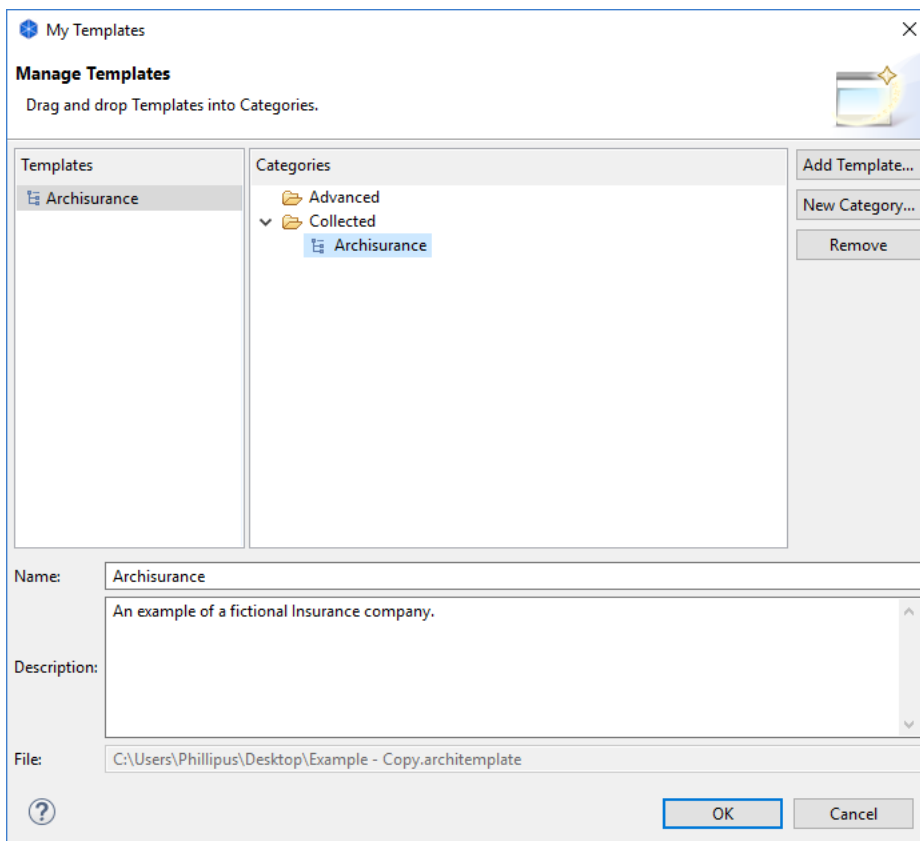 My Templates
Manage Templates
Drag and drop Templates into Categories.
Templates
Archisurance
Categories
Advanced
Collected
Archisurance
Add Template...
New Category...
Remove
Name:
Archisurance
Description:
An example of a fictional Insurance company.
File:
C:\Users\Phillipus\Desktop\Example - Copy.architemplate
?
OK
Cancel